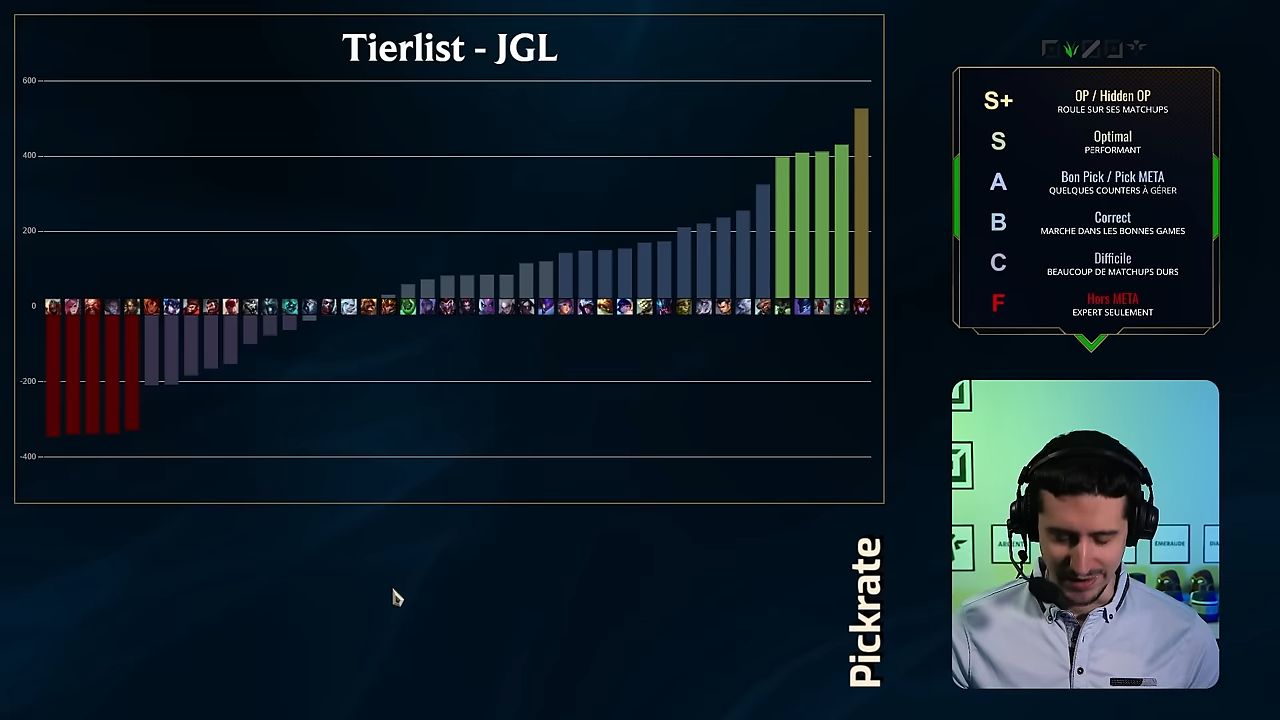 Tierlist - JGL
600
400
200
0
-200
-400
Pickrate
S+
OP / Hidden OP
ROULE SUR SES MATCHUPS
S
Optimal
PERFORMANT
A
Bon Pick / Pick META
QUELQUES COUNTERS À GÉRER
B
Correct
MARCHE DANS LES BONNES GAMES
C
Difficile
BEAUCOUP DE MATCHUPS DURS
F
Hors META
EXPERT SEULEMENT
ÉMERAUDE